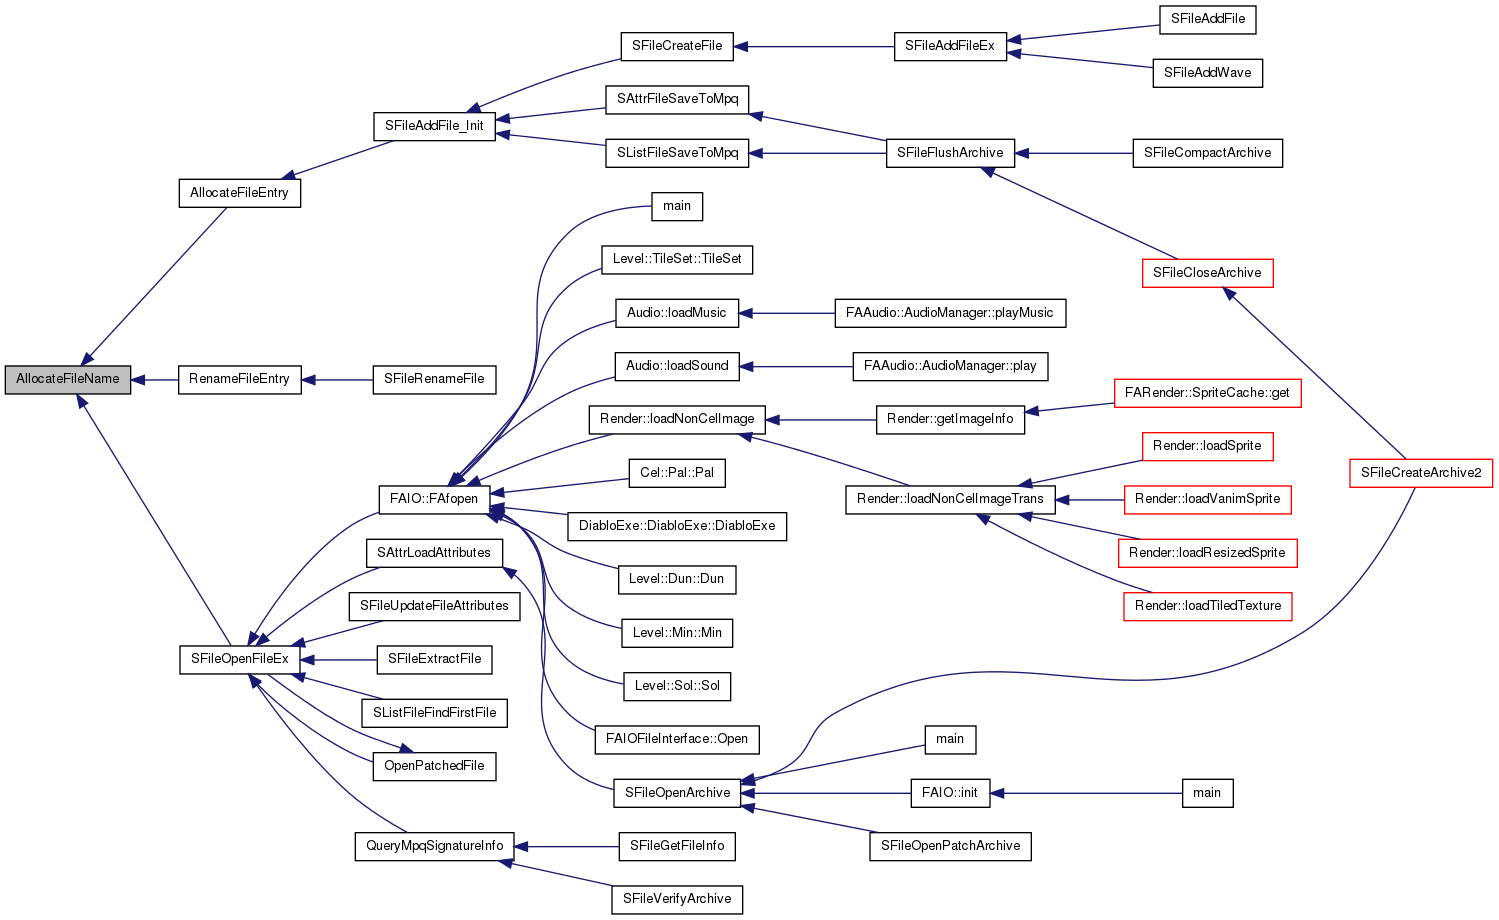 SFileAddFile
SFileCreateFile
SFileAddFileEx
SFileAddWave
SAttrFileSaveToMpq
SFileAddFile_Init
SListFileSaveToMpq
SFileFlushArchive
SFileCompactArchive
AllocateFileEntry
main
Level::TileSet::TileSet
SFileCloseArchive
Audio::loadMusic
FAAudio::AudioManager::playMusic
Audio::loadSound
FAAudio::AudioManager::play
AllocateFileName
RenameFileEntry
SFileRenameFile
FARender::SpriteCache::get
Render::loadNonCelImage
Render::getImageInfo
Render::loadSprite
Cel::Pal::Pal
SFileCreateArchive2
FAIO::FAfopen
Render::loadNonCelImageTrans
Render::loadVanimSprite
DiabloExe::DiabloExe::DiabloExe
SAttrLoadAttributes
Render::loadResizedSprite
Level::Dun::Dun
SFileUpdateFileAttributes
Render::loadTiledTexture
Level::Min::Min
SFileOpenFileEx
SFileExtractFile
Level::Sol::Sol
SListFileFindFirstFile
FAIOFileInterface::Open
main
OpenPatchedFile
SFileOpenArchive
FAIO::init
main
QueryMpqSignatureInfo
SFileGetFileInfo
SFileOpenPatchArchive
SFileVerifyArchive